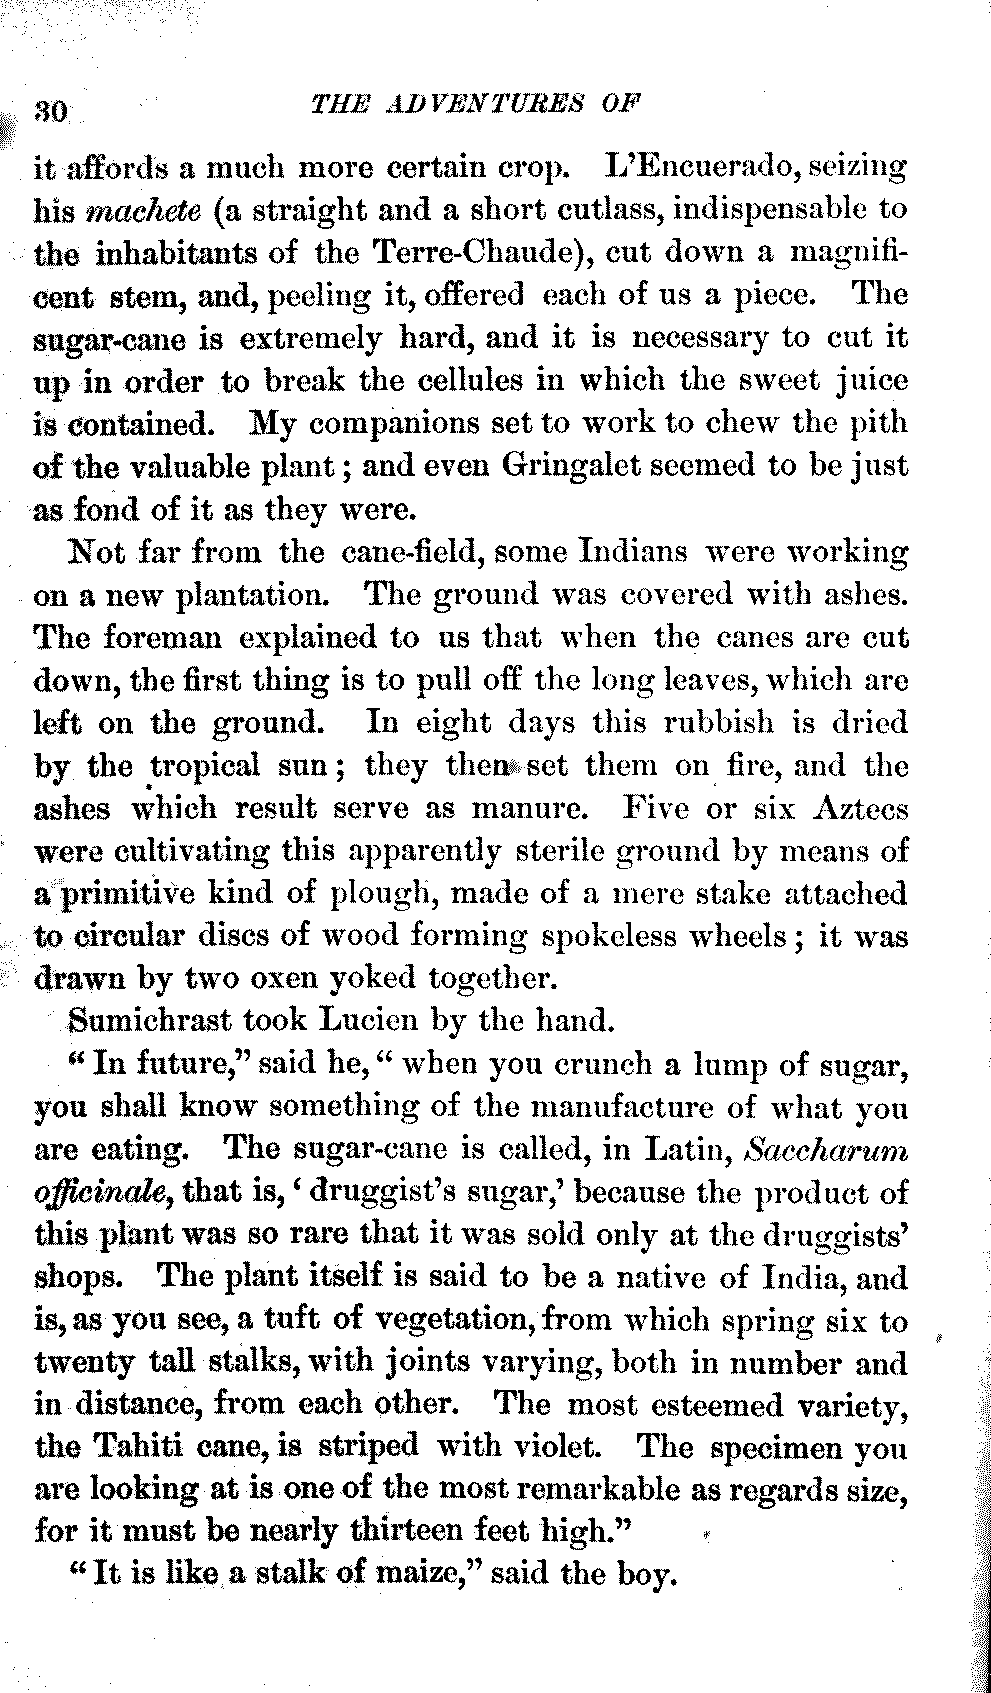 30 THE ADVENTURES OF
it affords a much more certain crop. L'Encuerado, seizing
his machete (a straight and a short cutlass, indispensable to
the inhabitants of the Terre-Chaude), cut down a magnifi-
cent stem, and, peeling it, offered each of us a piece. The
sugar-cane is extremely hard, and it is necessary to cut it
up in order to break the cellules in which the sweet juice
is contained. My companions set to work to chew the pith
of the valuable plant; and even Gringalet seemed to be just
as fond of it as they were.
Not far from the cane-field, some Indians were working
on a new plantation. The ground was covered with ashes.
The foreman explained to us that when the canes are cut
down, the first thing is to pull off the long leaves, which are
left on the ground. In eight days this rubbish is dried
by the tropical sun; they then set them on fire, and the
ashes which result serve as manure. Five or six Aztecs
were cultivating this apparently sterile ground by means of
a primitive kind of plough, made of a mere stake attached
to circular discs of wood forming spokeless wheels; it was
drawn by two oxen yoked together.
Sumichrast took Lucien by the hand.
"In future," said he, "when you crunch a lump of sugar,
you shall know something of the manufacture of what you
are eating. The sugar-cane is called, in Latin, Saccharum
officinale, that is, 'druggist's sugar,' because the product of
this plant was so rare that it was sold only at the druggists'
shops. The plant itself is said to be a native of India, and
is, as you see, a tuft of vegetation, from which spring six to
twenty tall stalks, with joints varying, both in number and
in distance, from each other. The most esteemed variety,
the Tahiti cane, is striped with violet. The specimen you
are looking at is one of the most remarkable as regards size,
for it must be nearly thirteen feet high."
"It is like a stalk of maize," said the boy.